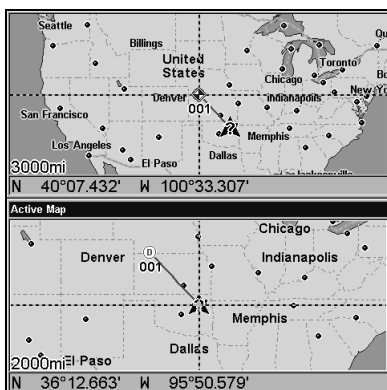 Seattle
Billings
United
States
Toronto
Chicago
Denver
Indianapolis
New Yo
001
San Francisco
Memphis
Los Angeles
El Paso
Dallas
3000mi
N 40°07.432' W 100°33.307'
Active Map
Chicago
Denver
D
Indianapolis
001
Memphis
Dallas
2000mi
El Paso
N 36°12.663' W 95°50.579'